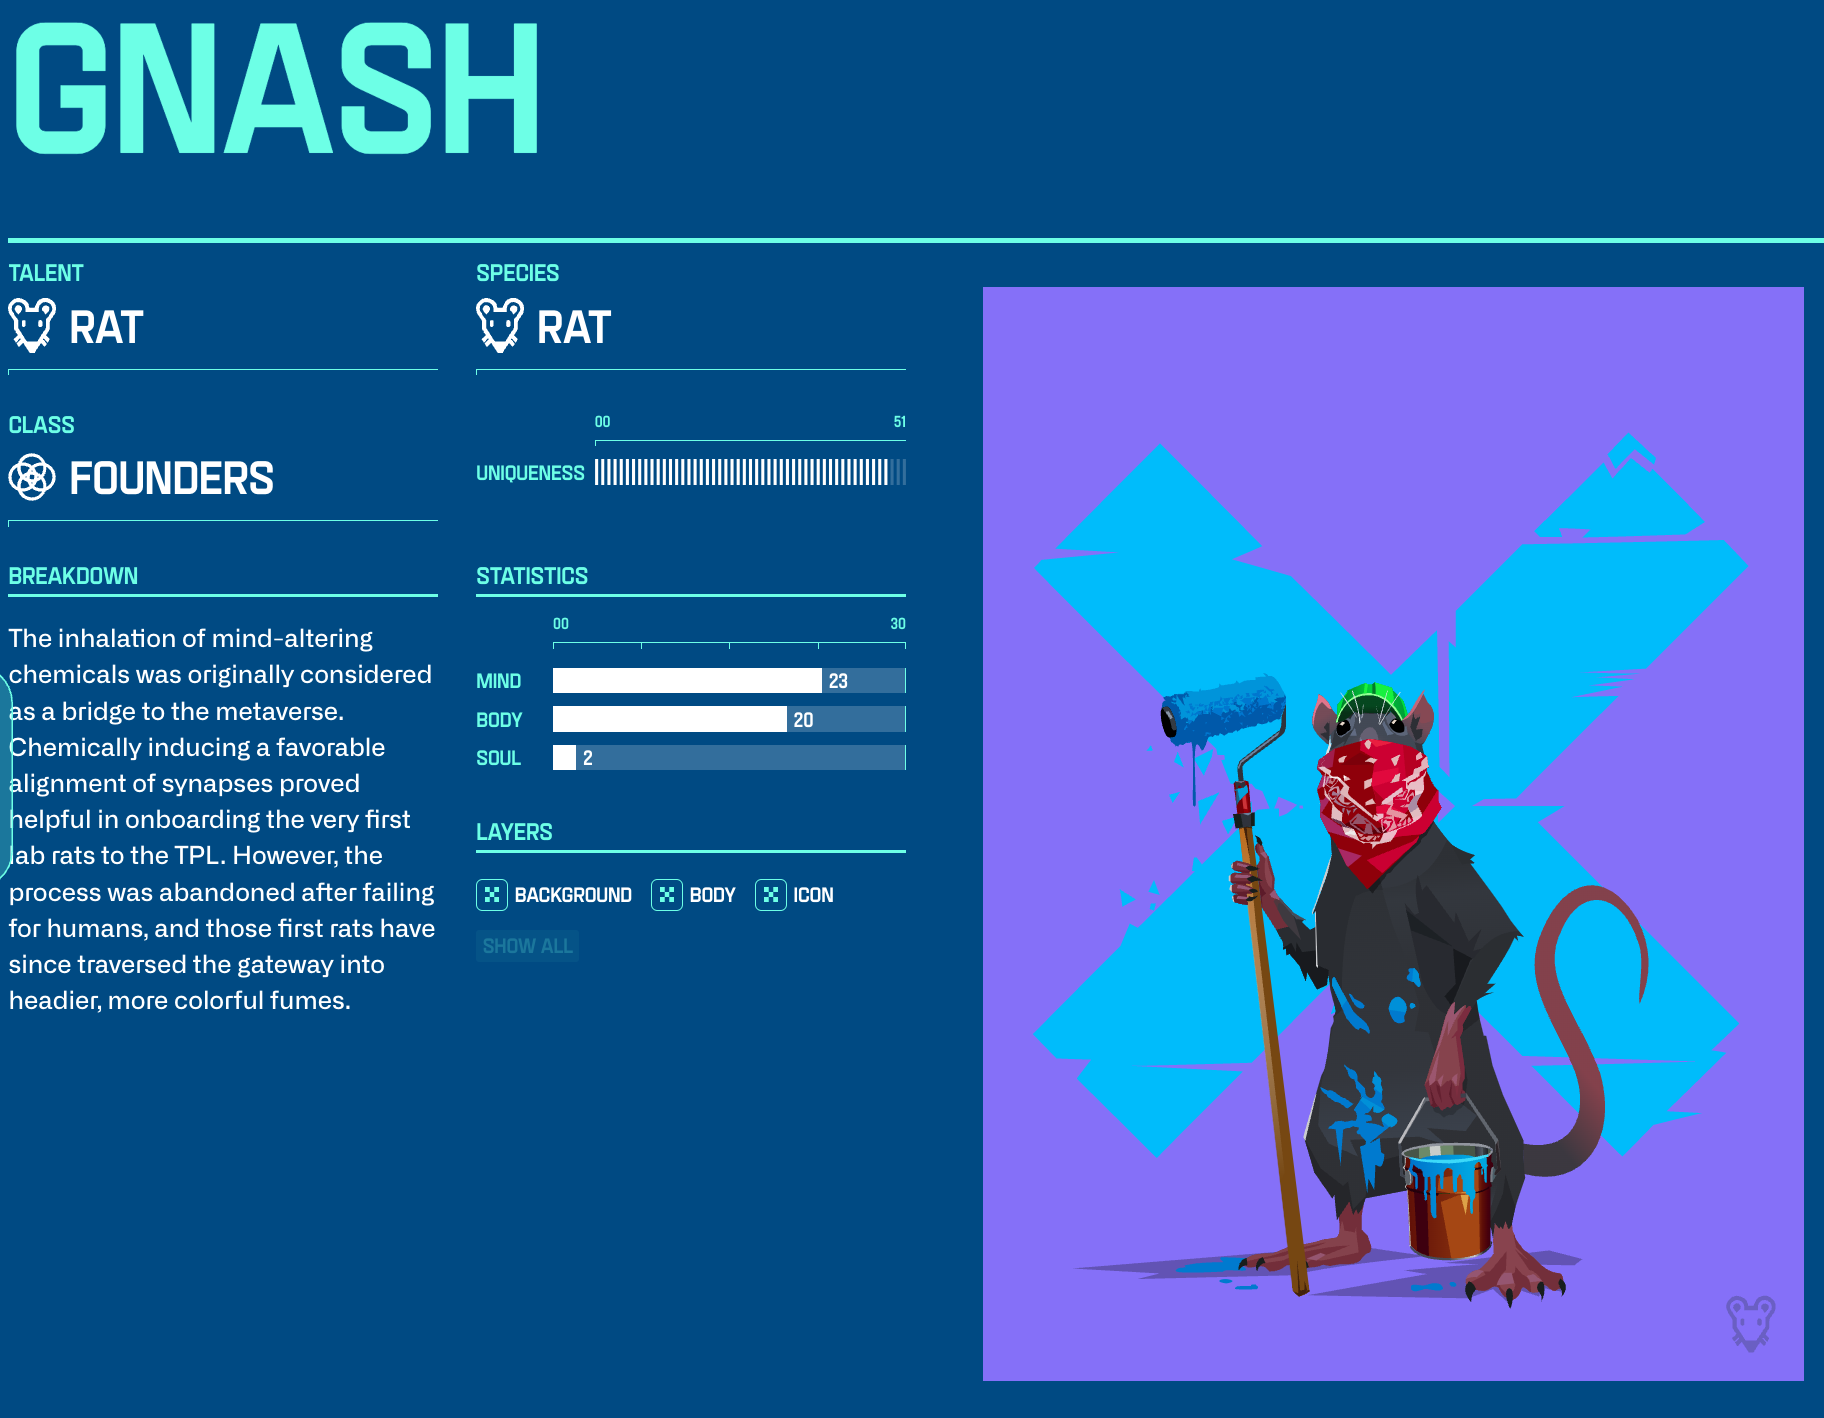 GNASH
TALENT
RAT
SPECIES
RAT
CLASS
FOUNDERS
00 51
UNIQUENESS
BREAKDOWN
The inhalation of mind-altering
chemicals was originally considered
as a bridge to the metaverse.
Chemically inducing a favorable
alignment of synapses proved
helpful in onboarding the very first
lab rats to the TPL. However, the
process was abandoned after failing
for humans, and those first rats have
since traversed the gateway into
headier, more colorful fumes.
STATISTICS
00 30
MIND 23
BODY 20
SOUL 2
LAYERS
BACKGROUND BODY ICON
SHOW ALL